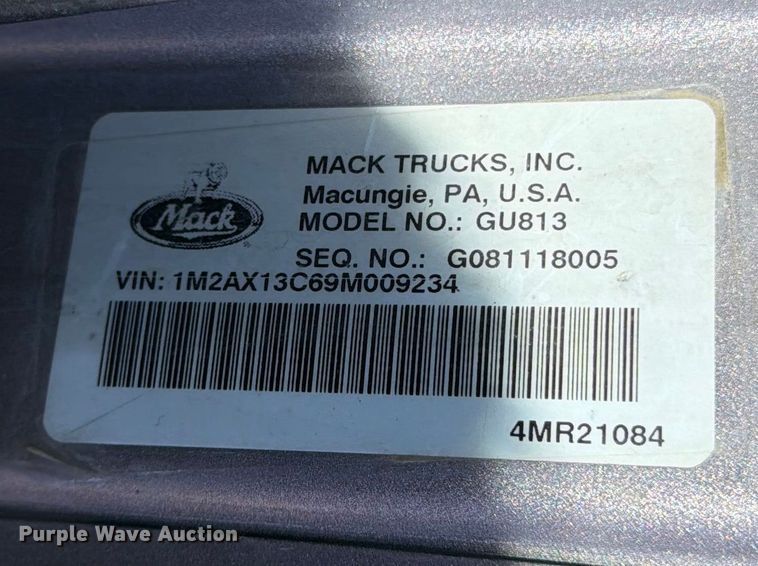 Mack
MACK TRUCKS, INC.
Macungie, PA, U.S.A.
MODEL NO.: GU813
SEQ. NO.: G081118005
VIN: 1M2AX13C69M009234
4MR21084
Purple Wave Auction